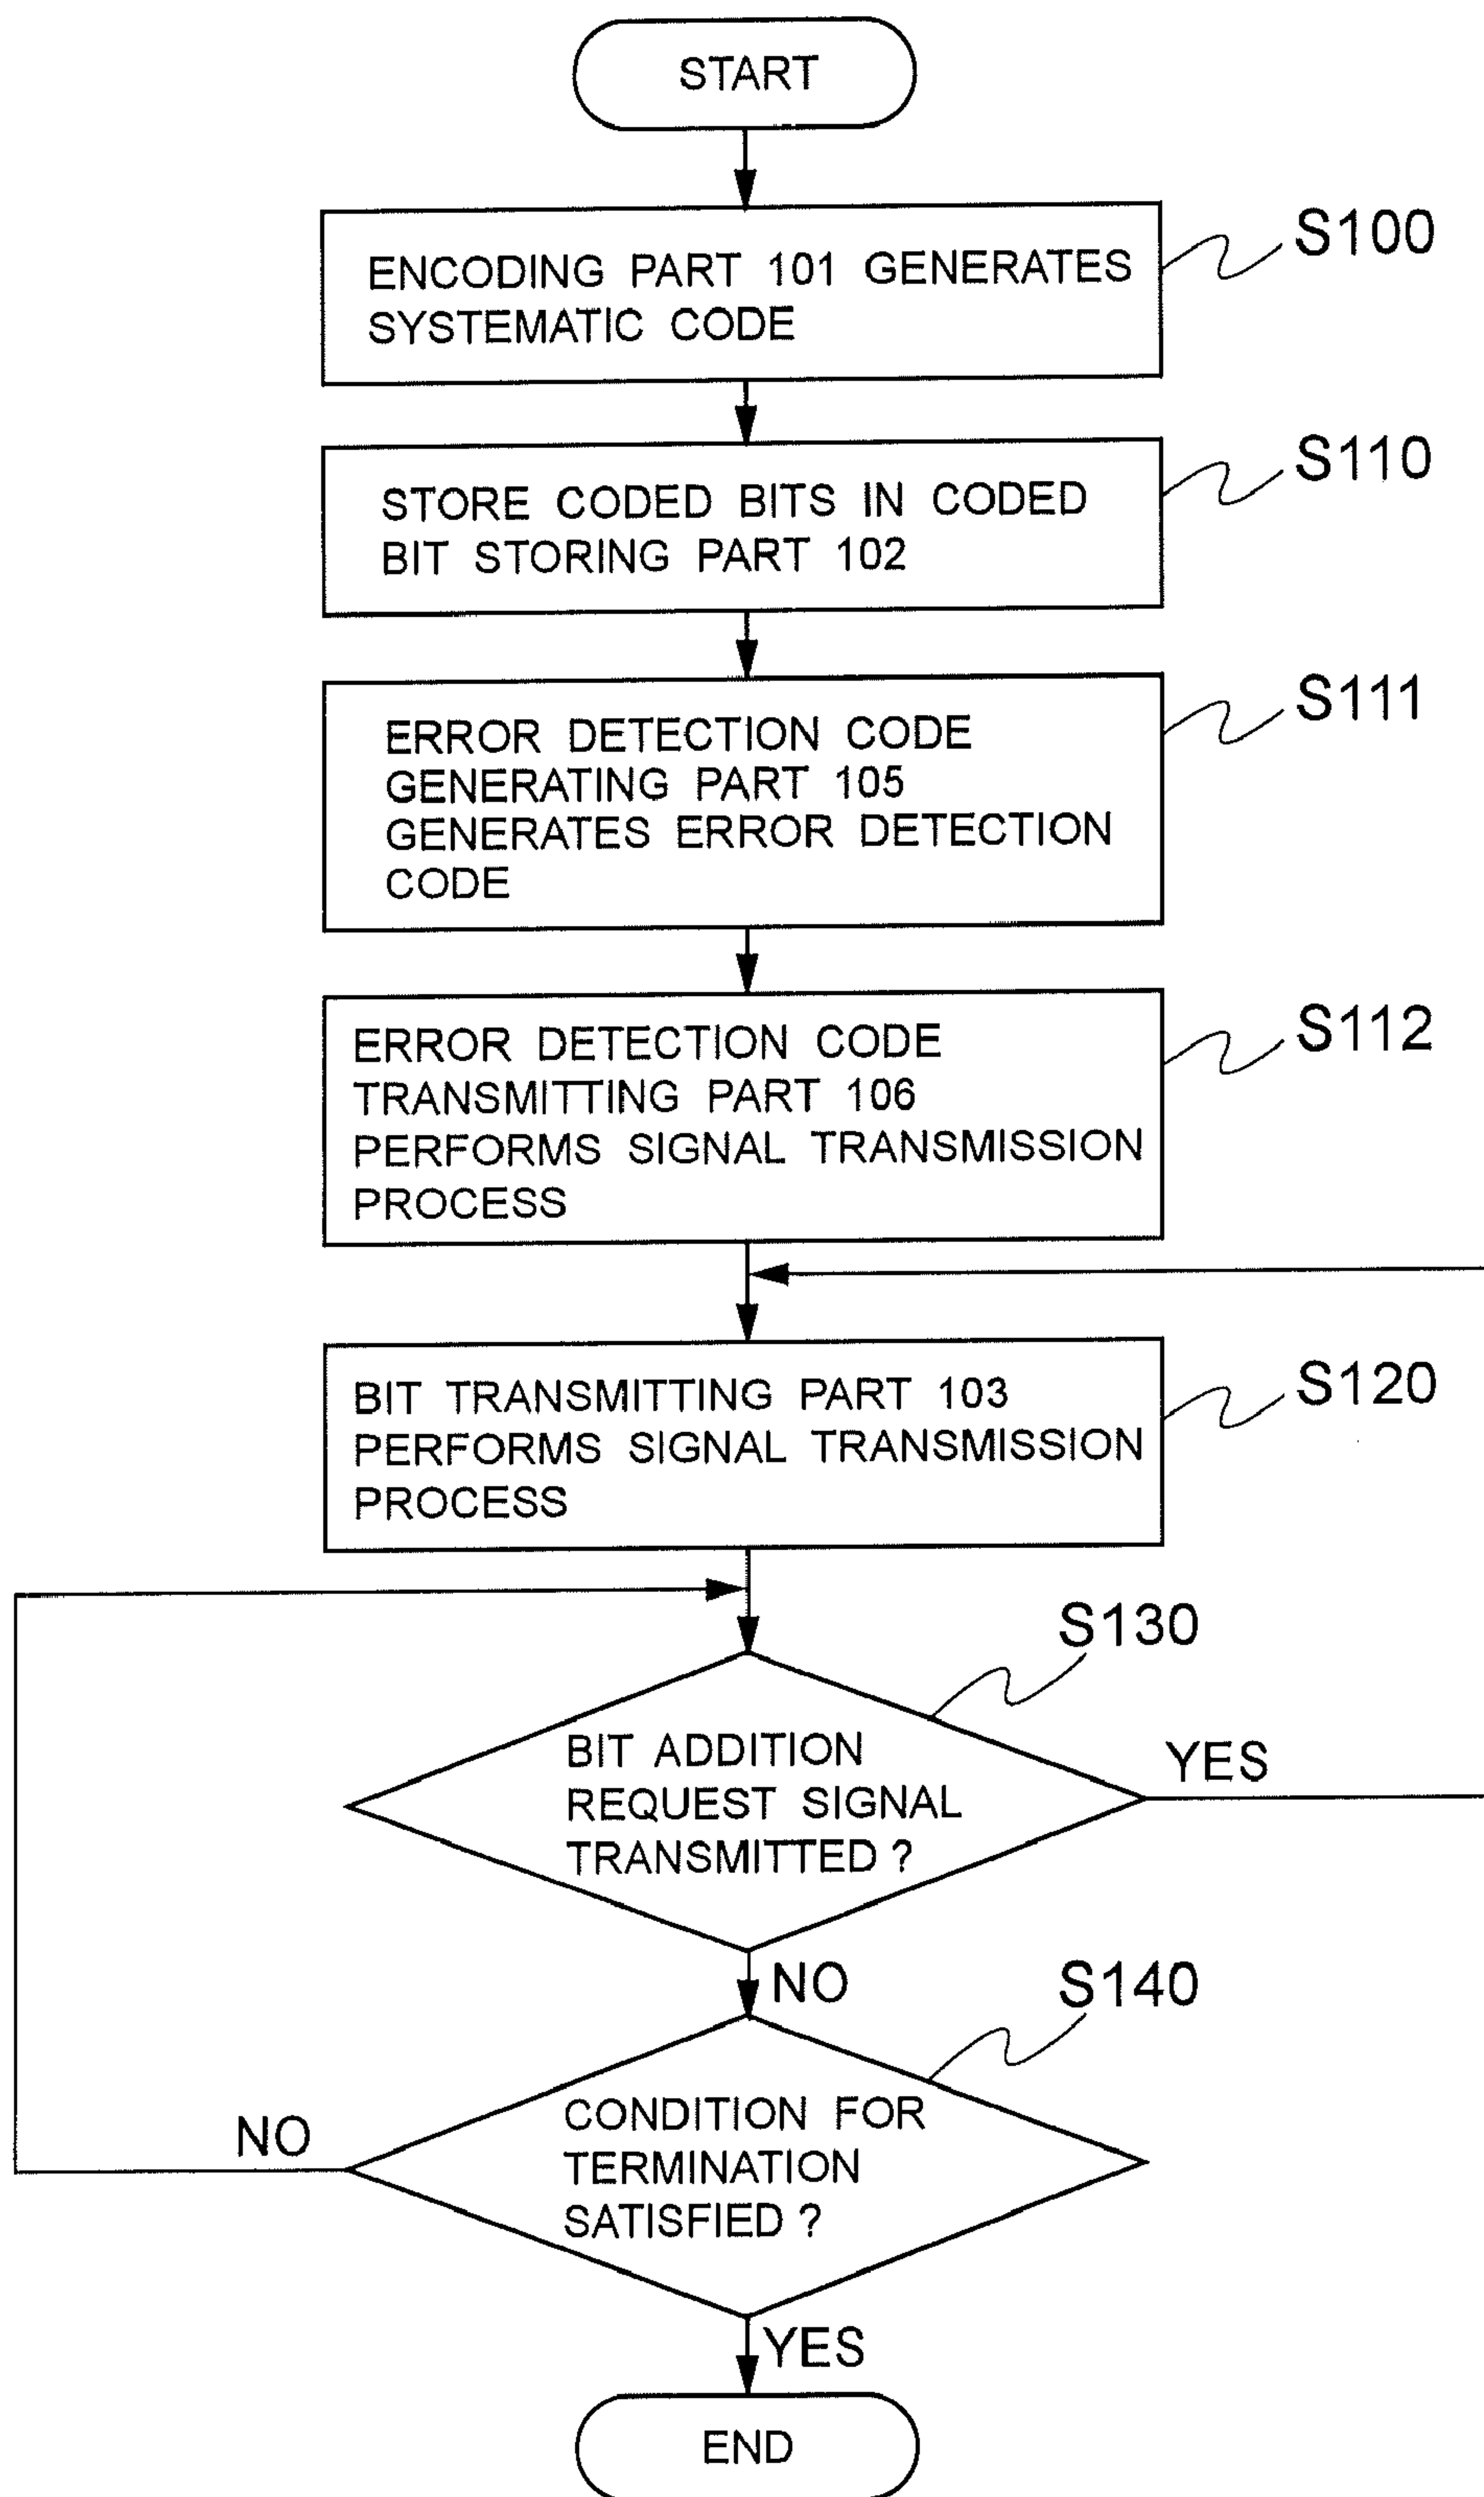 START
ENCODING PART 101 GENERATES
SYSTEMATIC CODE
S100
STORE CODED BITS IN CODED
BIT STORING PART 102
S110
ERROR DETECTION CODE
GENERATING PART 105
GENERATES ERROR DETECTION
CODE
S111
ERROR DETECTION CODE
TRANSMITTING PART 106
PERFORMS SIGNAL TRANSMISSION
PROCESS
S112
BIT TRANSMITTING PART 103
PERFORMS SIGNAL TRANSMISSION
PROCESS
S120
S130
BIT ADDITION
REQUEST SIGNAL
TRANSMITTED ?
YES
NO
S140
CONDITION FOR
TERMINATION
SATISFIED ?
NO
YES
END